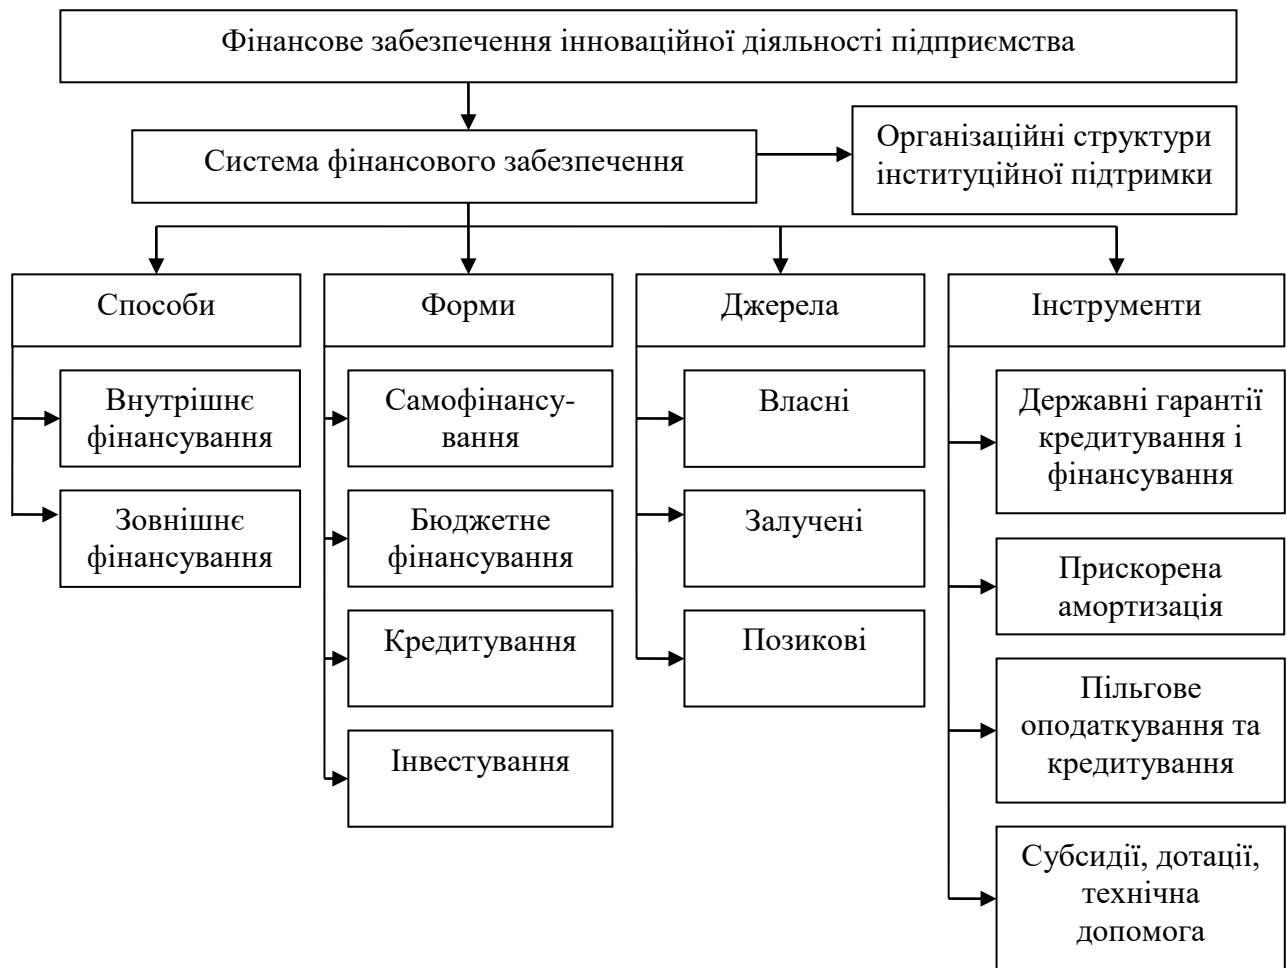 Фінансове забезпечення інноваційної діяльності підприємства
Система фінансового забезпечення
Організаційні структури
інституційної підтримки
Способи
Внутрішнє
фінансування
Зовнішнє
фінансування
Форми
Самофінансу-
вання
Бюджетне
фінансування
Кредитування
Інвестування
Джерела
Власні
Залучені
Позикові
Інструменти
Державні гарантії
кредитування і
фінансування
Прискорена
амортизація
Пільгове
оподаткування та
кредитування
Субсидії, дотації,
технічна
допомога